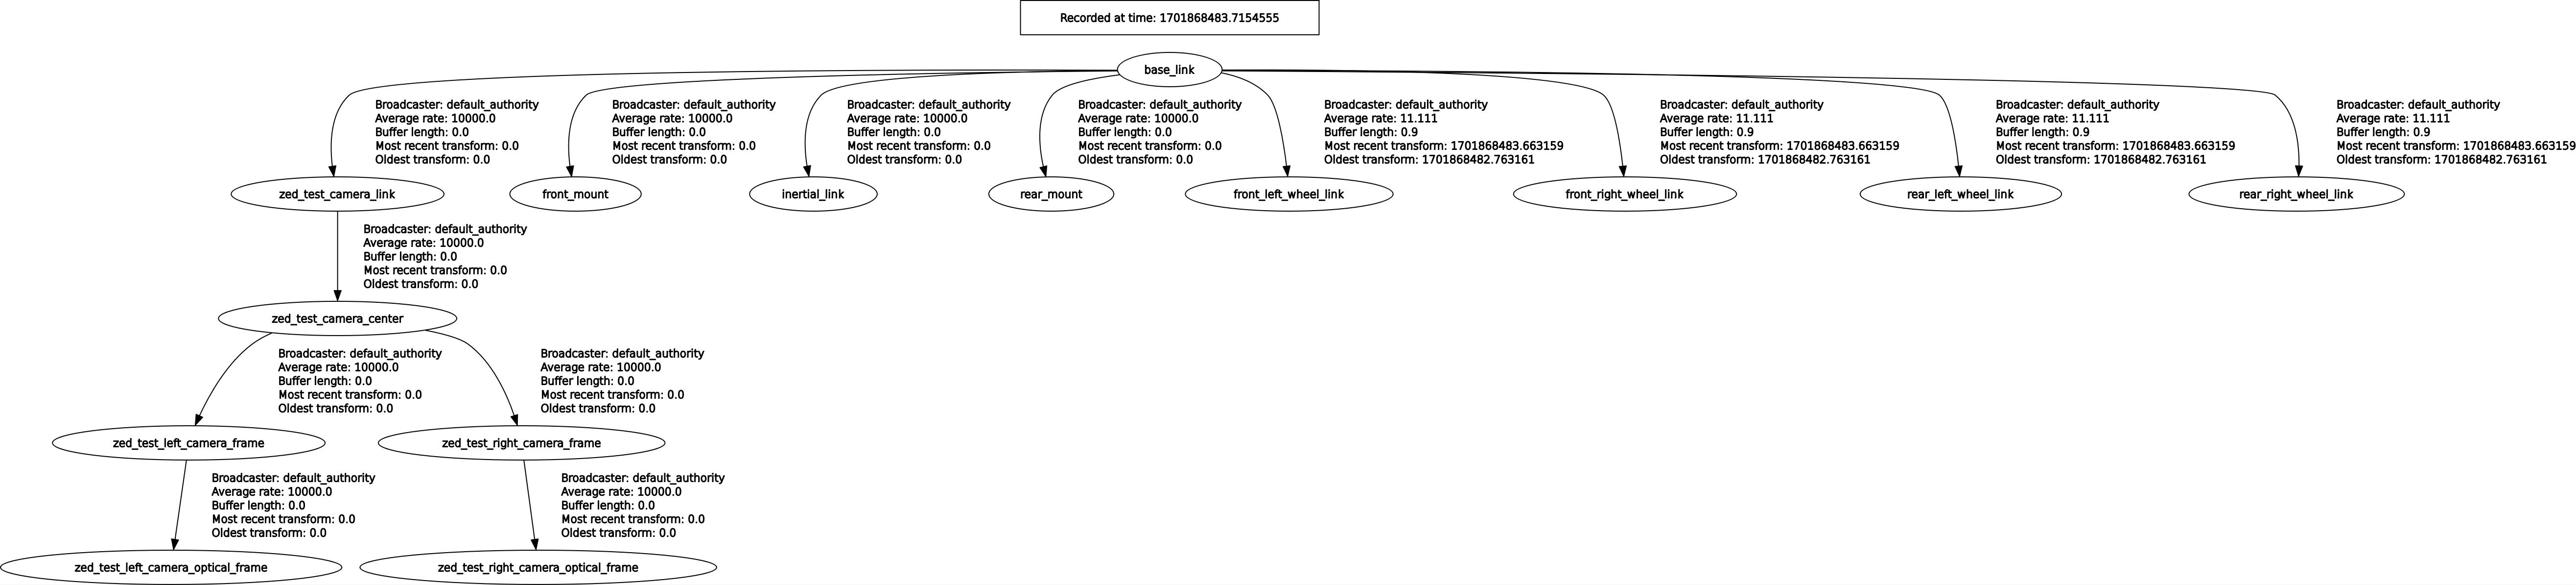 Recorded at time: 1701868483.7154555
base_link
Broadcaster: default_authority
Average rate: 10000.0
Buffer length: 0.0
Most recent transform: 0.0
Oldest transform: 0.0
Broadcaster: default_authority
Average rate: 10000.0
Buffer length: 0.0
Most recent transform: 0.0
Oldest transform: 0.0
Broadcaster: default_authority
Average rate: 10000.0
Buffer length: 0.0
Most recent transform: 0.0
Oldest transform: 0.0
Broadcaster: default_authority
Average rate: 10000.0
Buffer length: 0.0
Most recent transform: 0.0
Oldest transform: 0.0
Broadcaster: default_authority
Average rate: 11.111
Buffer length: 0.9
Most recent transform: 1701868483.663159
Oldest transform: 1701868482.763161
Broadcaster: default_authority
Average rate: 11.111
Buffer length: 0.9
Most recent transform: 1701868483.663159
Oldest transform: 1701868482.763161
Broadcaster: default_authority
Average rate: 11.111
Buffer length: 0.9
Most recent transform: 1701868483.663159
Oldest transform: 1701868482.763161
Broadcaster: default_authority
Average rate: 11.111
Buffer length: 0.9
Most recent transform: 1701868483.663159
Oldest transform: 1701868482.763161
zed_test_camera_link
front_mount
inertial_link
rear_mount
front_left_wheel_link
front_right_wheel_link
rear_left_wheel_link
rear_right_wheel_link
Broadcaster: default_authority
Average rate: 10000.0
Buffer length: 0.0
Most recent transform: 0.0
Oldest transform: 0.0
zed_test_camera_center
Broadcaster: default_authority
Average rate: 10000.0
Buffer length: 0.0
Most recent transform: 0.0
Oldest transform: 0.0
Broadcaster: default_authority
Average rate: 10000.0
Buffer length: 0.0
Most recent transform: 0.0
Oldest transform: 0.0
zed_test_left_camera_frame
zed_test_right_camera_frame
Broadcaster: default_authority
Average rate: 10000.0
Buffer length: 0.0
Most recent transform: 0.0
Oldest transform: 0.0
Broadcaster: default_authority
Average rate: 10000.0
Buffer length: 0.0
Most recent transform: 0.0
Oldest transform: 0.0
zed_test_left_camera_optical_frame
zed_test_right_camera_optical_frame